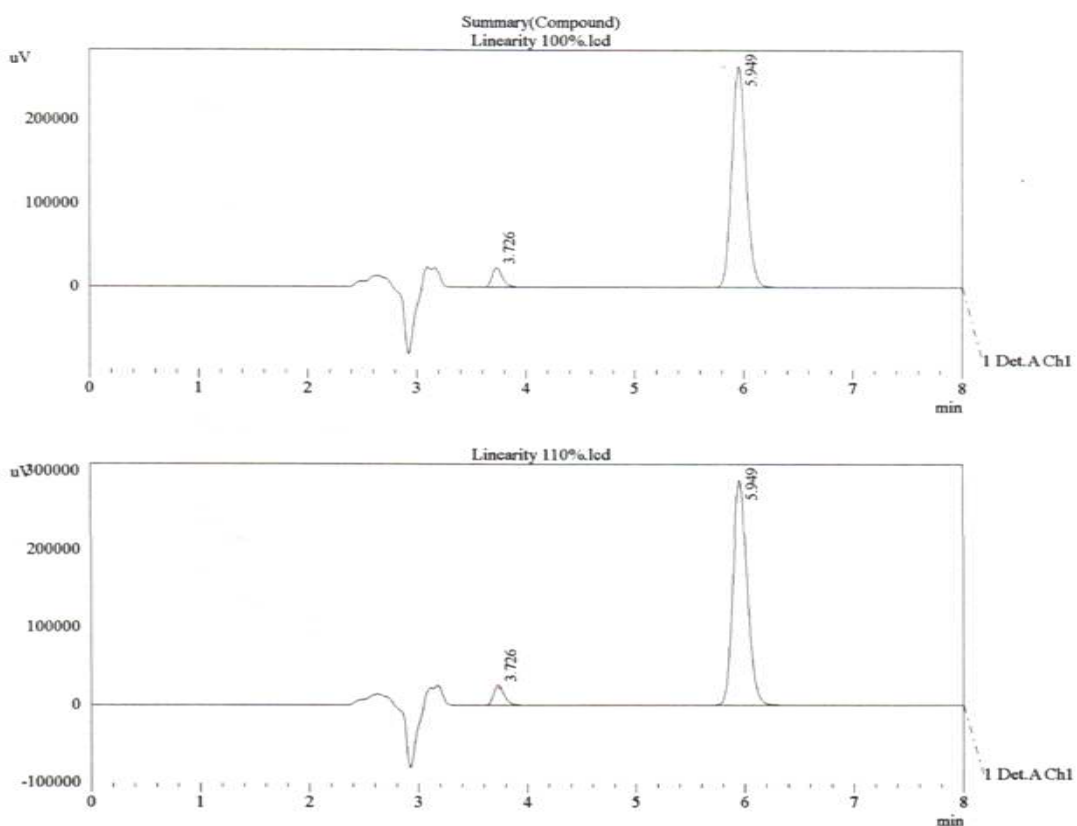 Summary(Compound)
Linearity 100%.lcd
uV
200000
100000
0
3.726
5.949
0 1 2 3 4 5 6 7 8
min
1 Det.A Ch1
Linearity 110%.lcd
uV
300000
200000
100000
0
-100000
3.726
5.949
0 1 2 3 4 5 6 7 8
min
1 Det.A Ch1